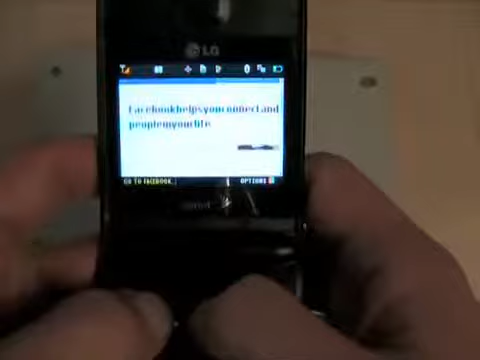 LG
Facebookhelpsyouconnectand
peopleinyourlife
GO TO FACEBOOK
OPTIONS